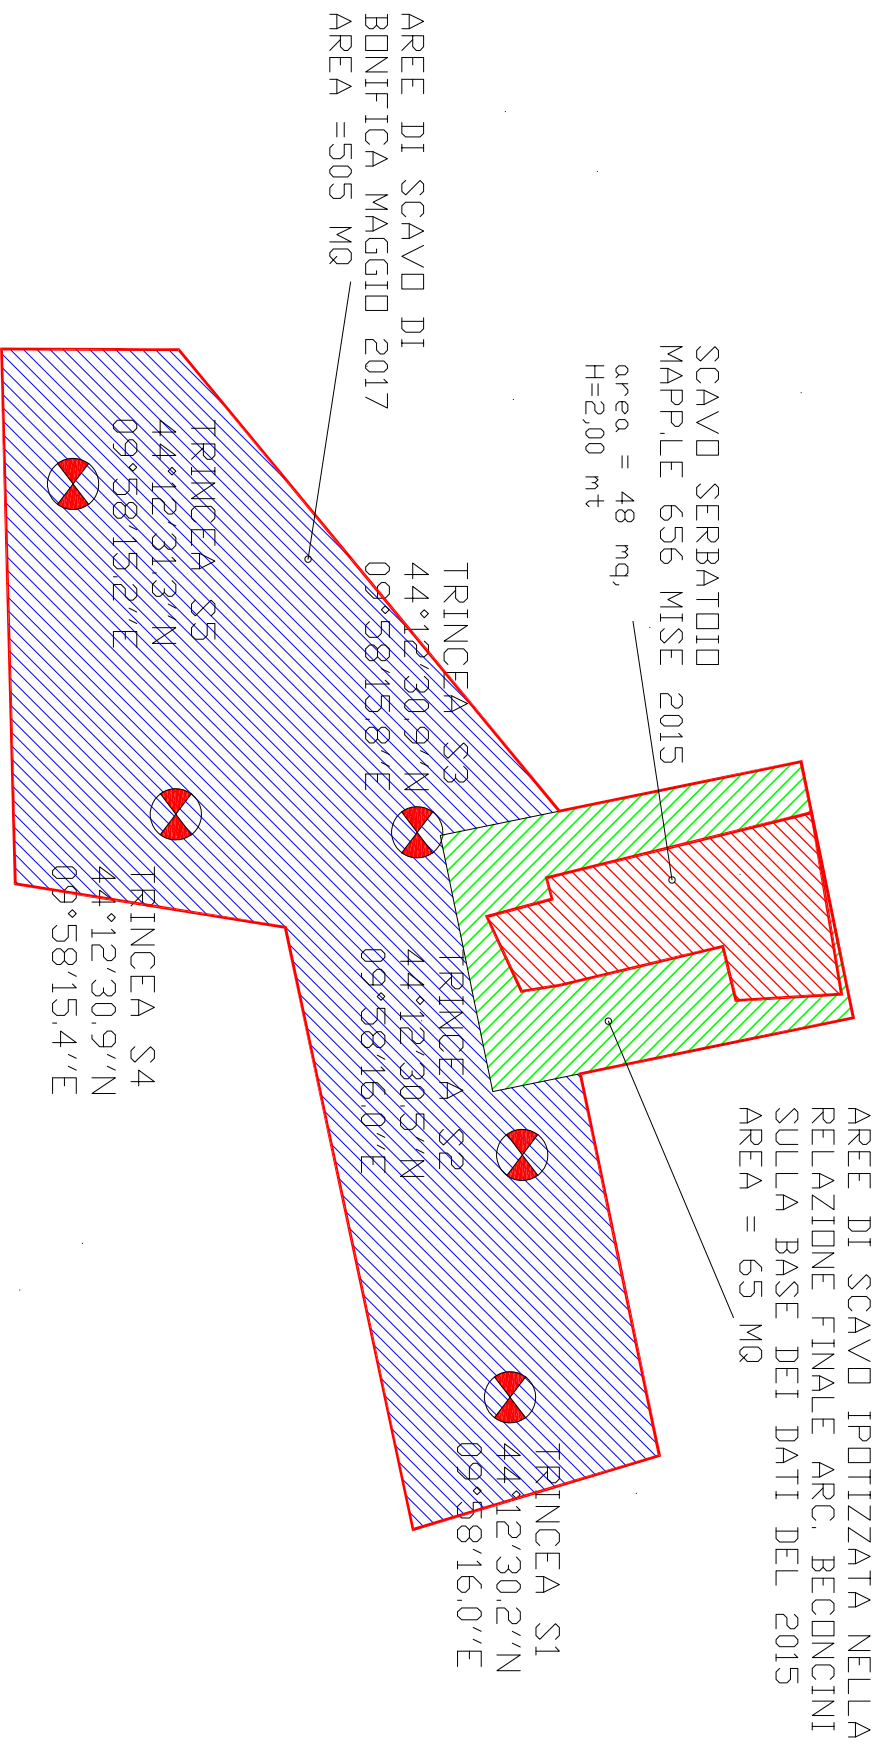 AREE DI SCAVO DI
BONIFICA MAGGIO 2017
AREA =505 MQ
SCAVO SERBATOIO
MAPP.LE 656 MISE 2015
area = 48 mq,
H=2,00 mt
AREE DI SCAVO IPOTIZZATA NELLA
RELAZIONE FINALE ARC. BECONCINI
SULLA BASE DEI DATI DEL 2015
AREA = 65 MQ
TRINCEA S5
44°12'31.3''N
09°58'15.2''E
TRINCEA S3
44°12'30.9''N
09°58'15.8''E
TRINCEA S4
44°12'30.9''N
09°58'15.4''E
TRINCEA S2
44°12'30.5''N
09°58'16.0''E
TRINCEA S1
44°12'30.2''N
09°58'16.0''E